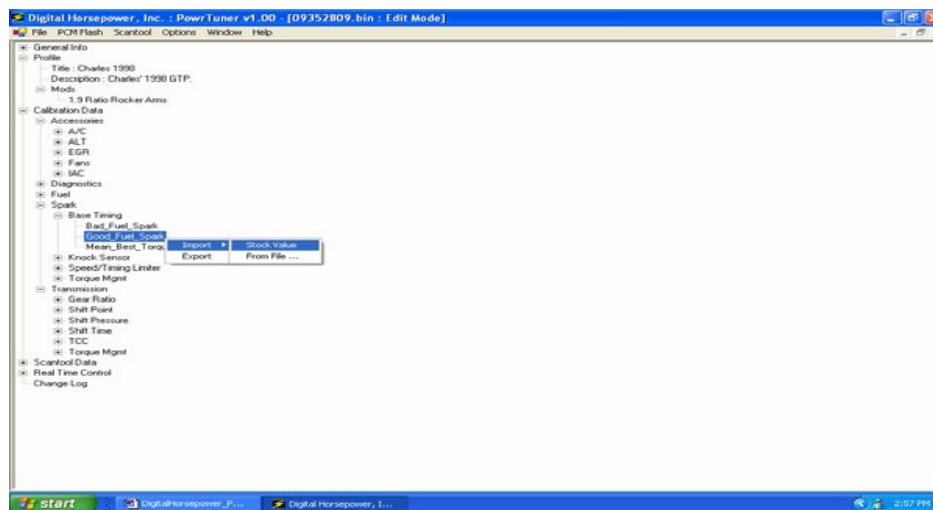 Digital Horsepower, Inc. : PowrTuner v1.00 - [09352809.bin : Edit Mode]
File PCM Flash Scantool Options Window Help
General Info
Profile
Title : Charles 1998
Description : Charles' 1998 GTP.
Mods
1.9 Ratio Rocker Arms
Calibration Data
Accessories
A/C
ALT
EGR
Fans
IAC
Diagnostics
Fuel
Spark
Base Timing
Bad_Fuel_Spark
Good_Fuel_Spark
Import Stock Value
Mean_Best_Torqu
Export From File ...
Knock Sensor
Speed/Timing Limiter
Torque Mgmt
Transmission
Gear Ratio
Shift Point
Shift Pressure
Shift Time
TCC
Torque Mgmt
Scantool Data
Real Time Control
Change Log
start DigitalHorsepower_P... Digital Horsepower, I... 2:57 PM